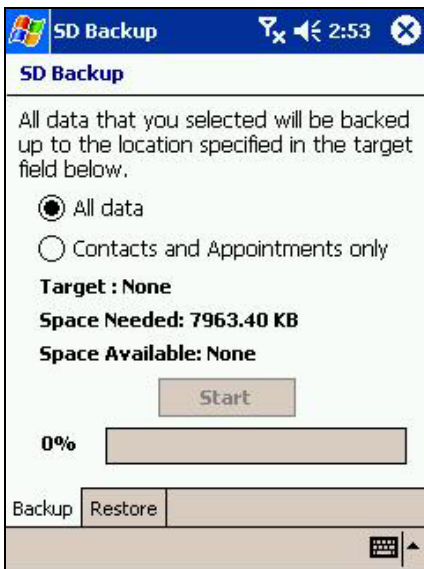 SD Backup 2:53
SD Backup
All data that you selected will be backed
up to the location specified in the target
field below.
All data
Contacts and Appointments only
Target : None
Space Needed: 7963.40 KB
Space Available: None
Start
0%
Backup Restore